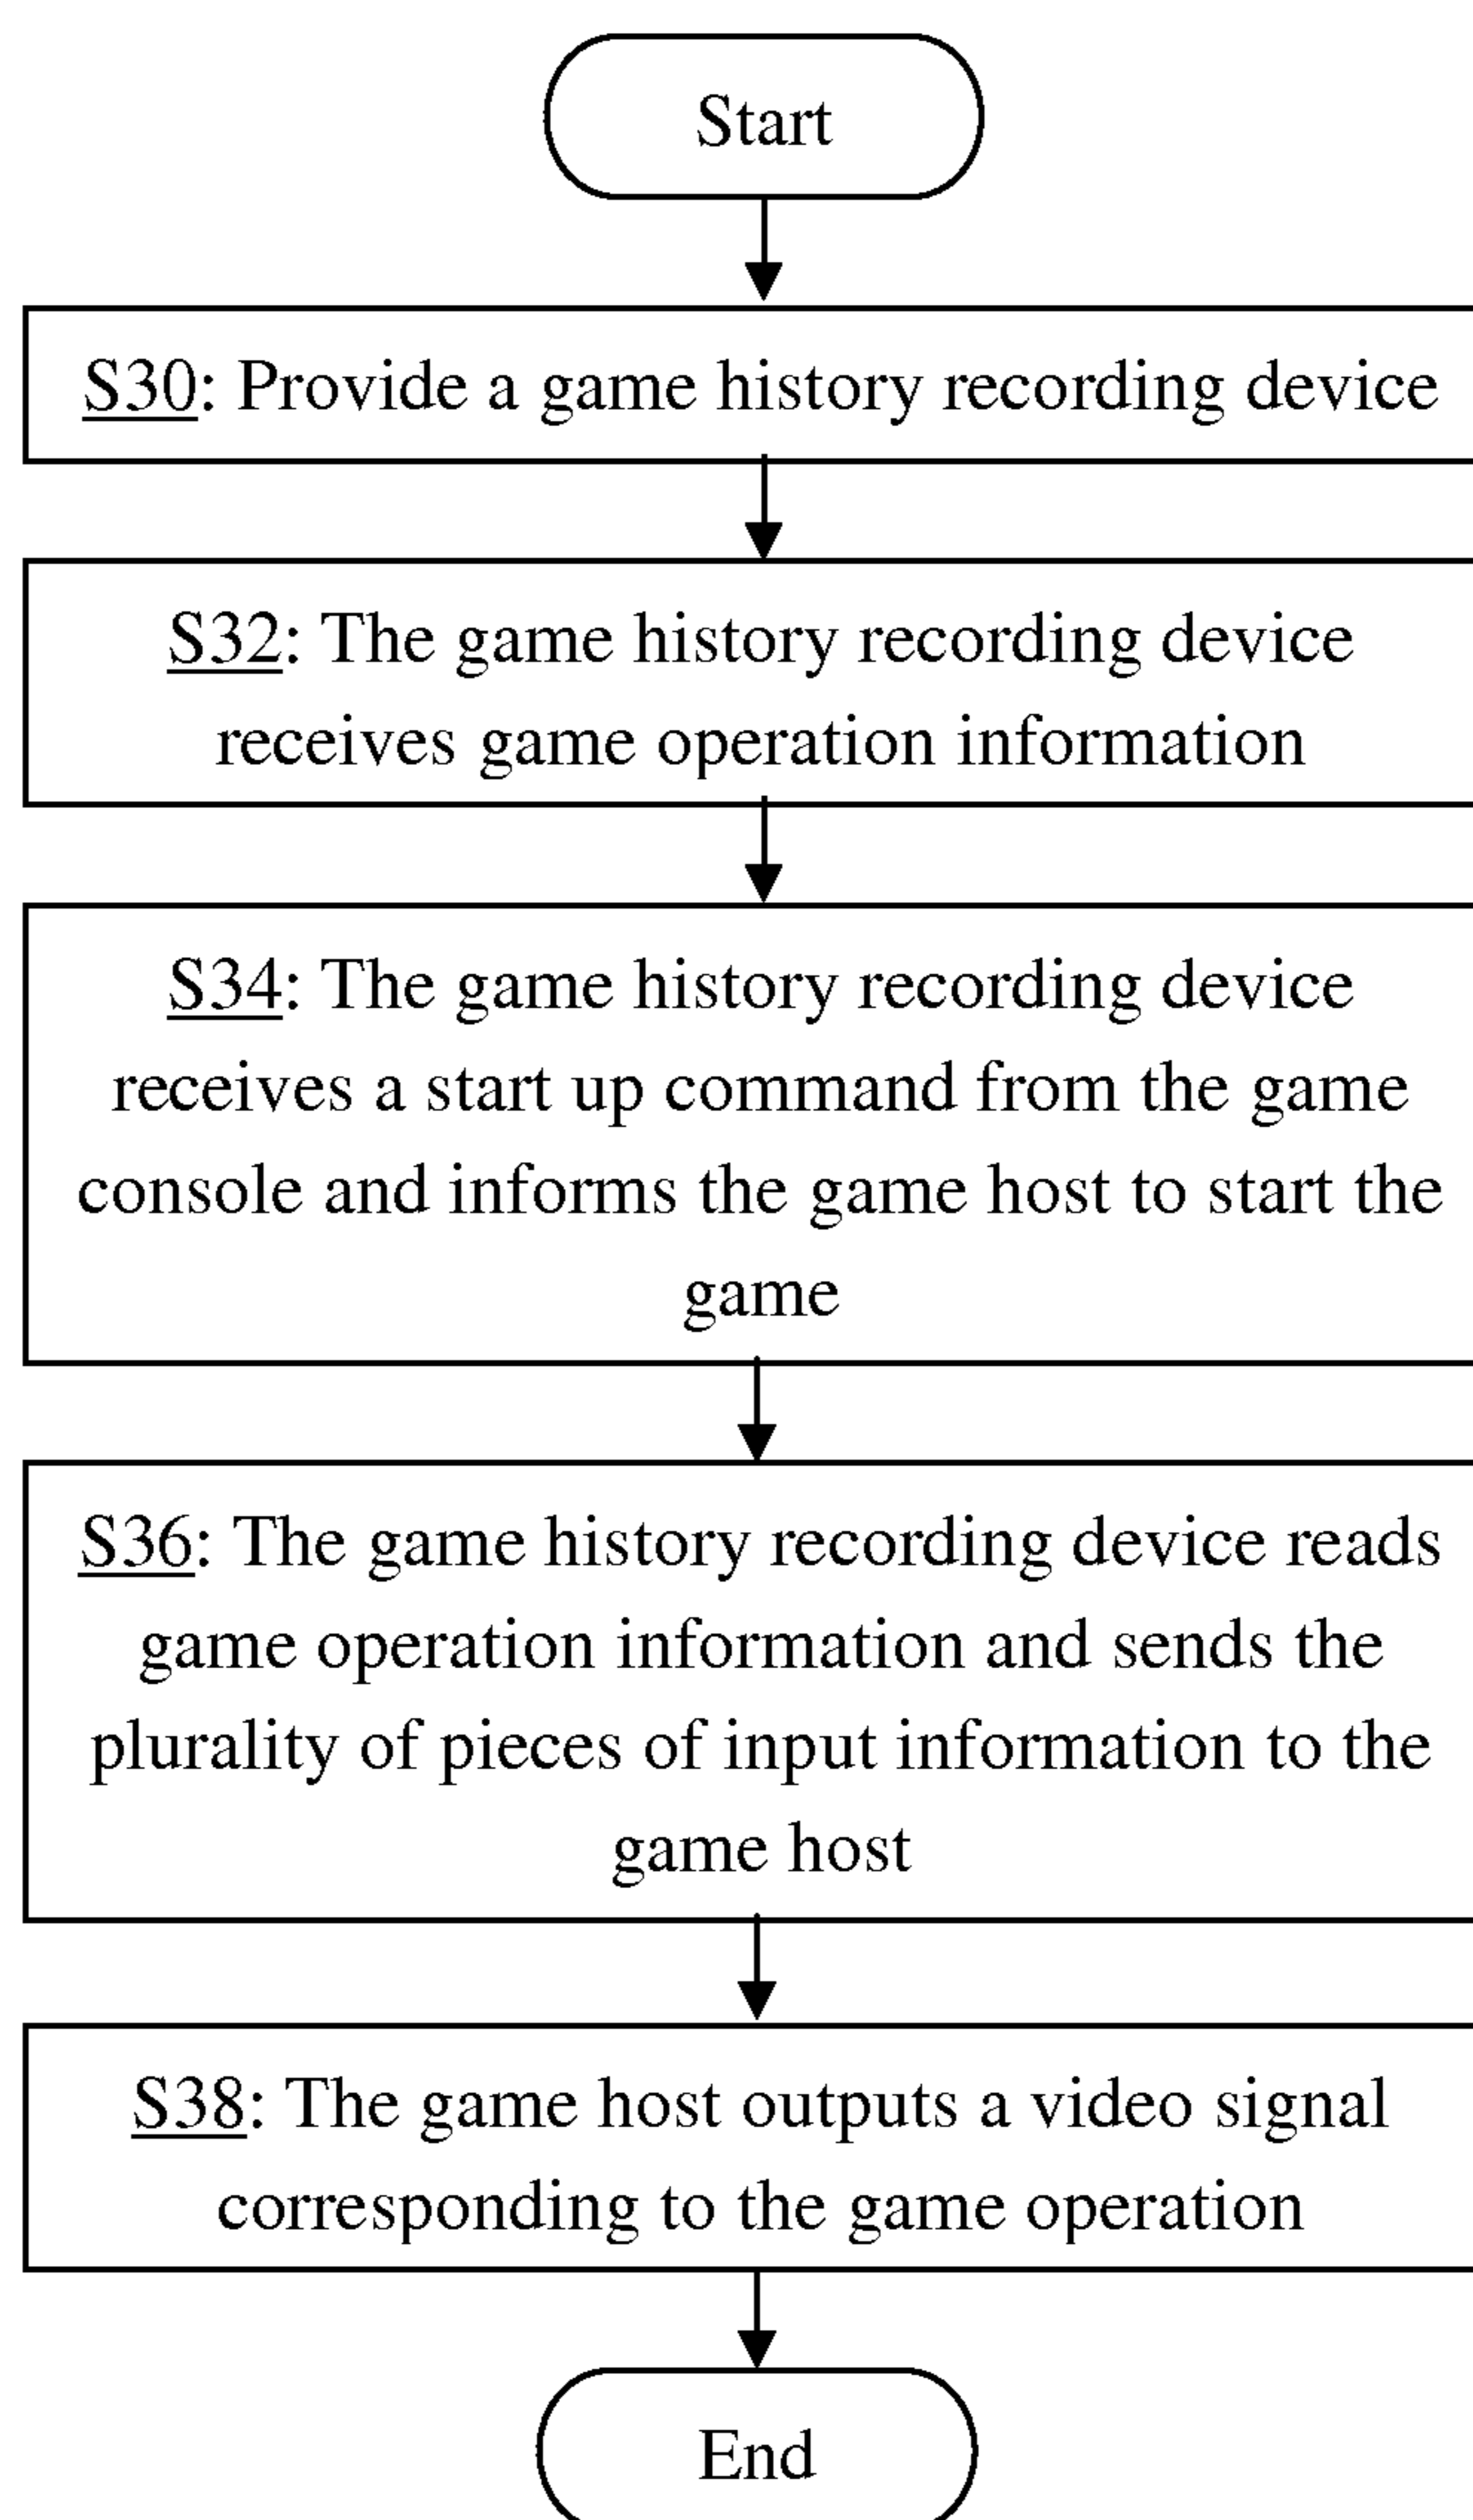 Start
S30: Provide a game history recording device
S32: The game history recording device
receives game operation information
S34: The game history recording device
receives a start up command from the game
console and informs the game host to start the
game
S36: The game history recording device reads
game operation information and sends the
plurality of pieces of input information to the
game host
S38: The game host outputs a video signal
corresponding to the game operation
End